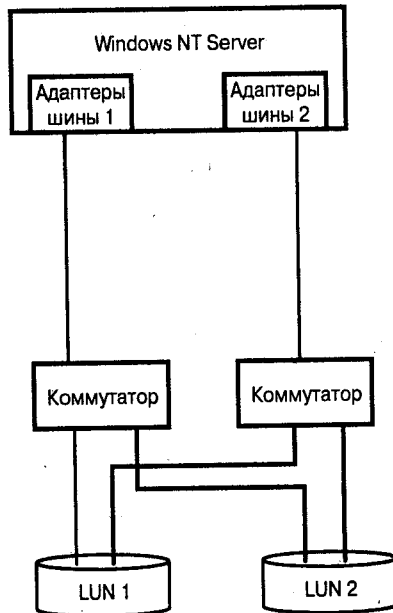 Windows NT Server
Адаптеры
шины 1
Адаптеры
шины 2
Коммутатор
Коммутатор
LUN 1
LUN 2